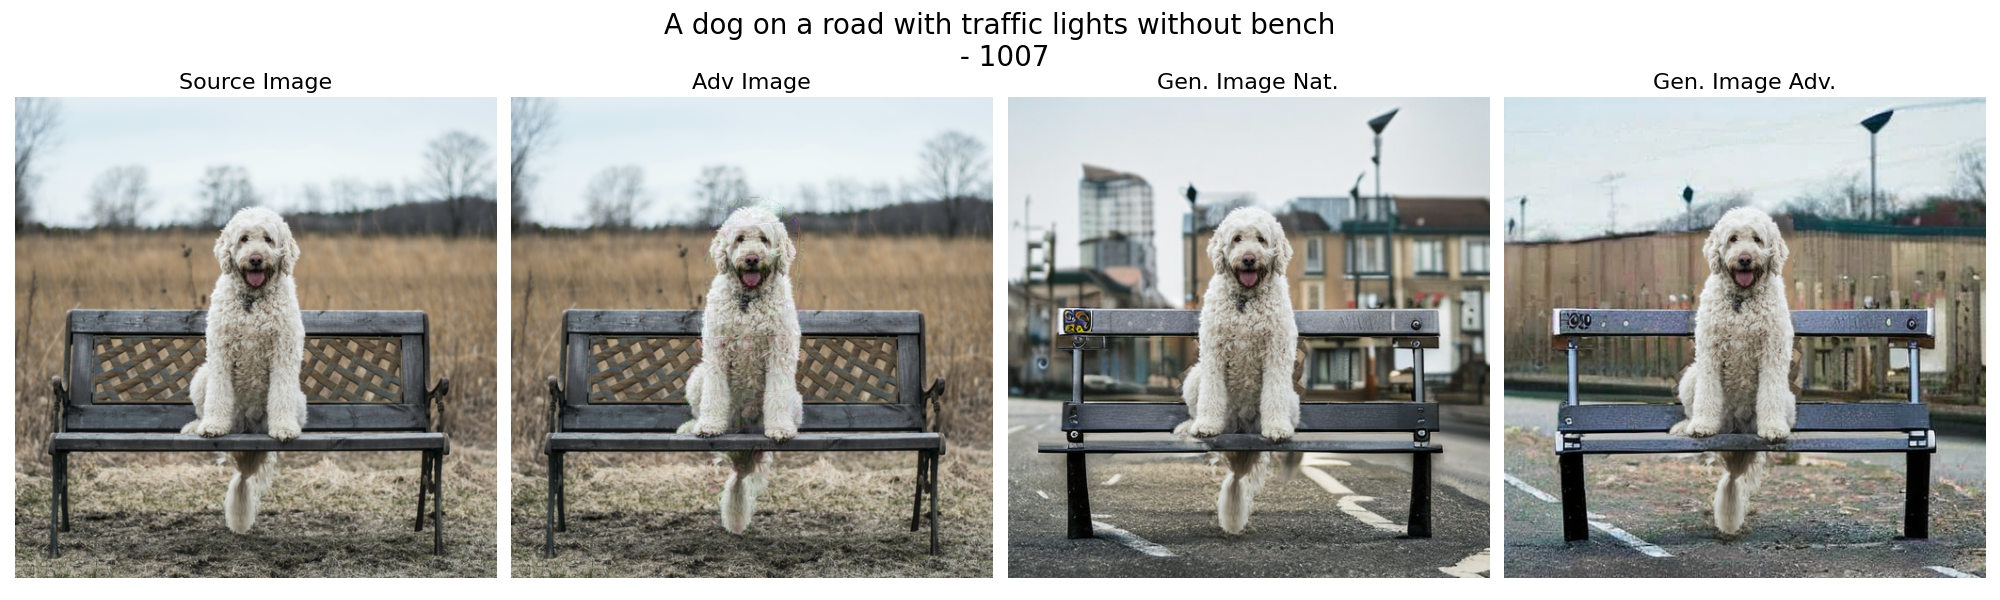 A dog on a road with traffic lights without bench
- 1007
Source Image
Adv Image
Gen. Image Nat.
Gen. Image Adv.